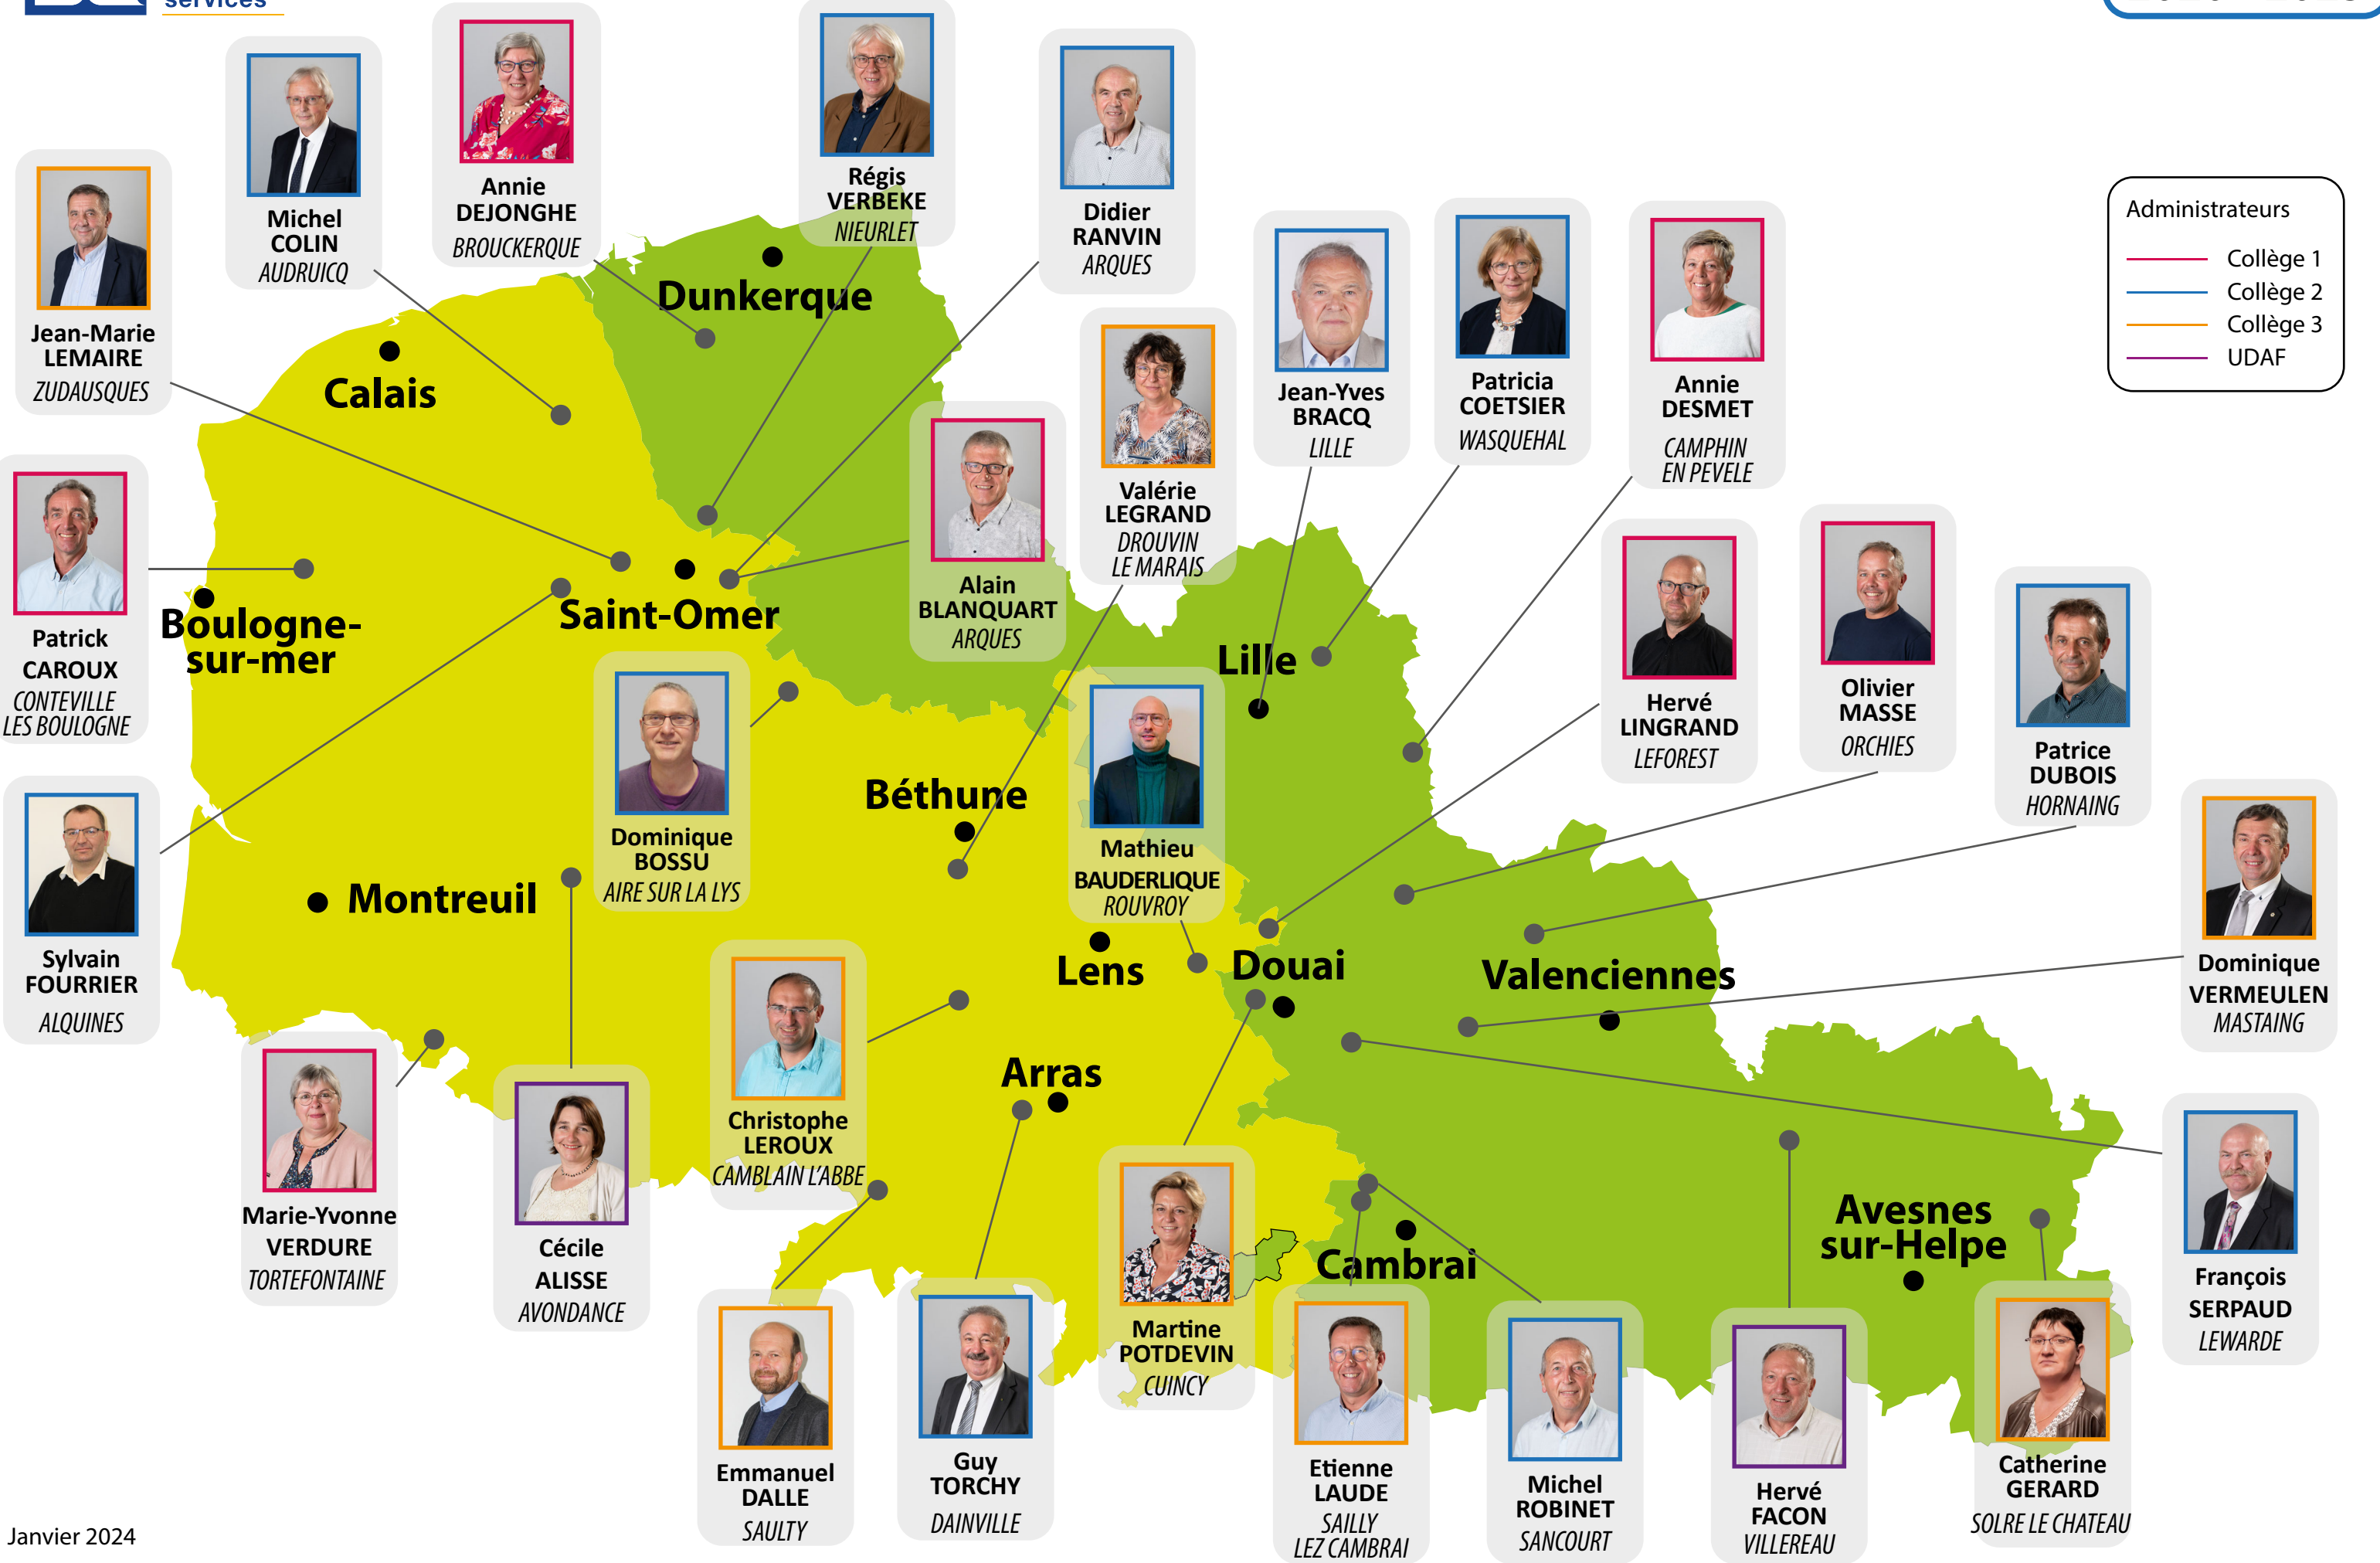 services
Michel
COLIN
AUDRUICQ
Annie
DEJONGHE
BROUCKERQUE
Régis
VERBEKE
NIEURLET
Didier
RANVIN
ARQUES
Jean-Marie
LEMAIRE
ZUDAUSQUES
Jean-Yves
BRACQ
LILLE
Patricia
COETSIER
WASQUEHAL
Annie
DESMET
CAMPHIN
EN PEVELE
Administrateurs
Collège 1
Collège 2
Collège 3
UDAF
Dunkerque
Calais
Valérie
LEGRAND
DROUVIN
LE MARAIS
Patrick
CAROUX
CONTEVILLE
LES BOULOGNE
Alain
BLANQUART
ARQUES
Boulogne-
sur-mer
Saint-Omer
Lille
Hervé
LINGRAND
LEFOREST
Olivier
MASSE
ORCHIES
Patrice
DUBOIS
HORNAING
Dominique
BOSSU
AIRE SUR LA LYS
Béthune
Mathieu
BAUDERLIQUE
ROUVROY
Sylvain
FOURRIER
ALQUINES
Montreuil
Lens
Douai
Valenciennes
Dominique
VERMEULEN
MASTAING
Marie-Yvonne
VERDURE
TORTEFONTAINE
Cécile
ALISSE
AVONDANCE
Christophe
LEROUX
CAMBLAIN L'ABBE
Arras
Avesnes
sur-Helpe
Cambrai
François
SERPAUD
LEWARDE
Martine
POTDEVIN
CUINCY
Emmanuel
DALLE
SAULTY
Guy
TORCHY
DAINVILLE
Etienne
LAUDE
SAILLY
LEZ CAMBRAI
Michel
ROBINET
SANCOURT
Hervé
FACON
VILLEREAU
Catherine
GERARD
SOLRE LE CHATEAU
Janvier 2024